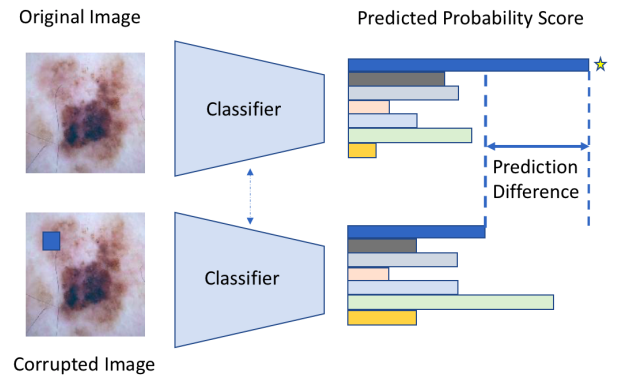 Original Image
Predicted Probability Score
Classifier
Prediction
Difference
Classifier
Corrupted Image